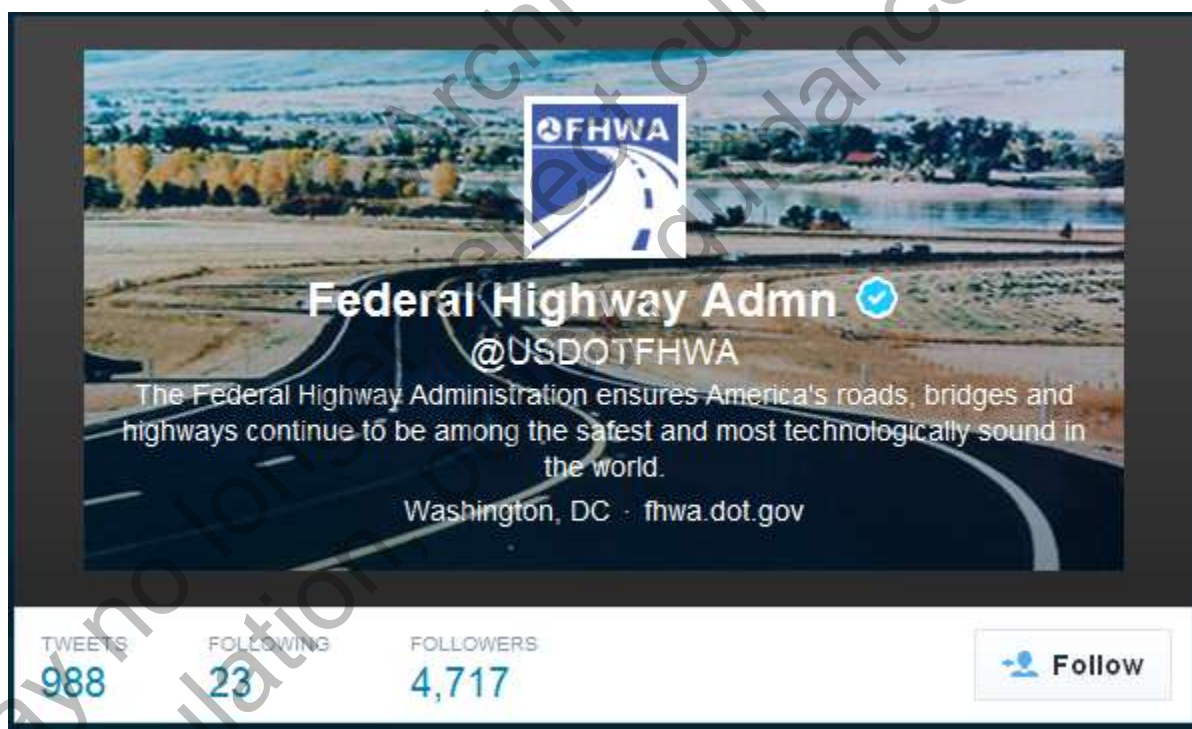 FHWA
Federal Highway Admn
@USDOTFHWA
The Federal Highway Administration ensures America's roads, bridges and
highways continue to be among the safest and most technologically sound in
the world.
Washington, DC · fhwa.dot.gov
TWEETS FOLLOWING FOLLOWERS
988 23 4,717
Follow